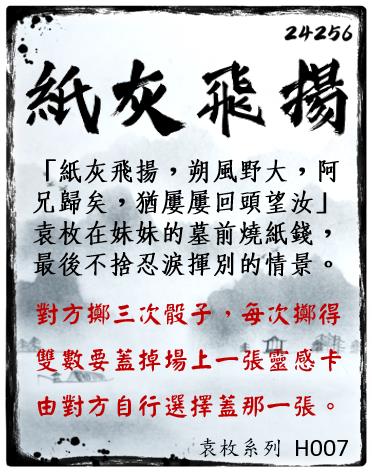 24256
紙灰飛揚
「紙灰飛揚，朔風野大，阿
兄歸矣，猶屢屢回頭望汝」
袁枚在妹妹的墓前燒紙錢，
最後不捨忍淚揮別的情景。
對方擲三次骰子，每次擲得
雙數要蓋掉場上一張靈感卡
由對方自行選擇蓋那一張。
袁枚系列 H007